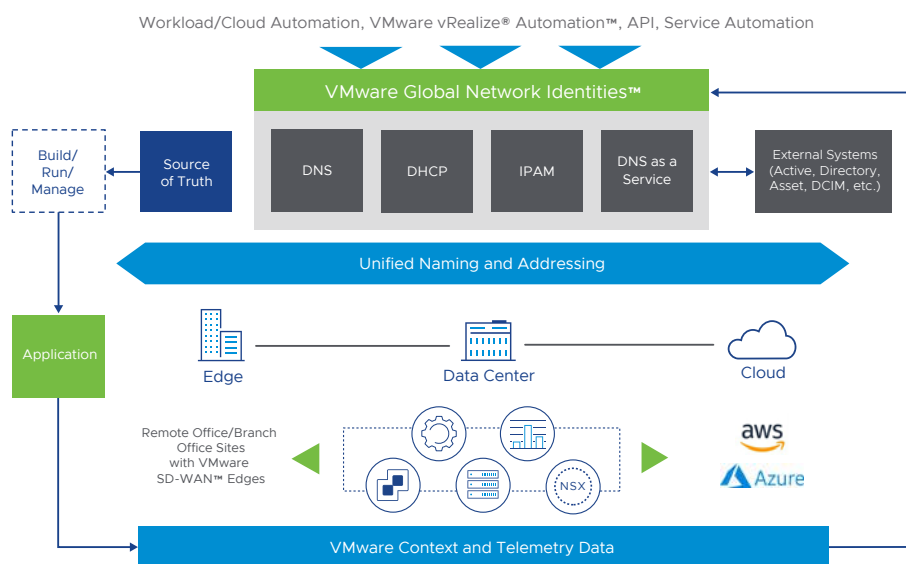 Workload/Cloud Automation, VMware vRealize® Automation™, API, Service Automation
VMware Global Network Identities™
Build/
Run/
Manage
Source
of Truth
DNS
DHCP
IPAM
DNS as a
Service
External Systems
(Active, Directory,
Asset, DCIM, etc.)
Unified Naming and Addressing
Application
Edge
Data Center
Cloud
Remote Office/Branch
Office Sites
with VMware
SD-WAN™ Edges
NSX
aws
Azure
VMware Context and Telemetry Data